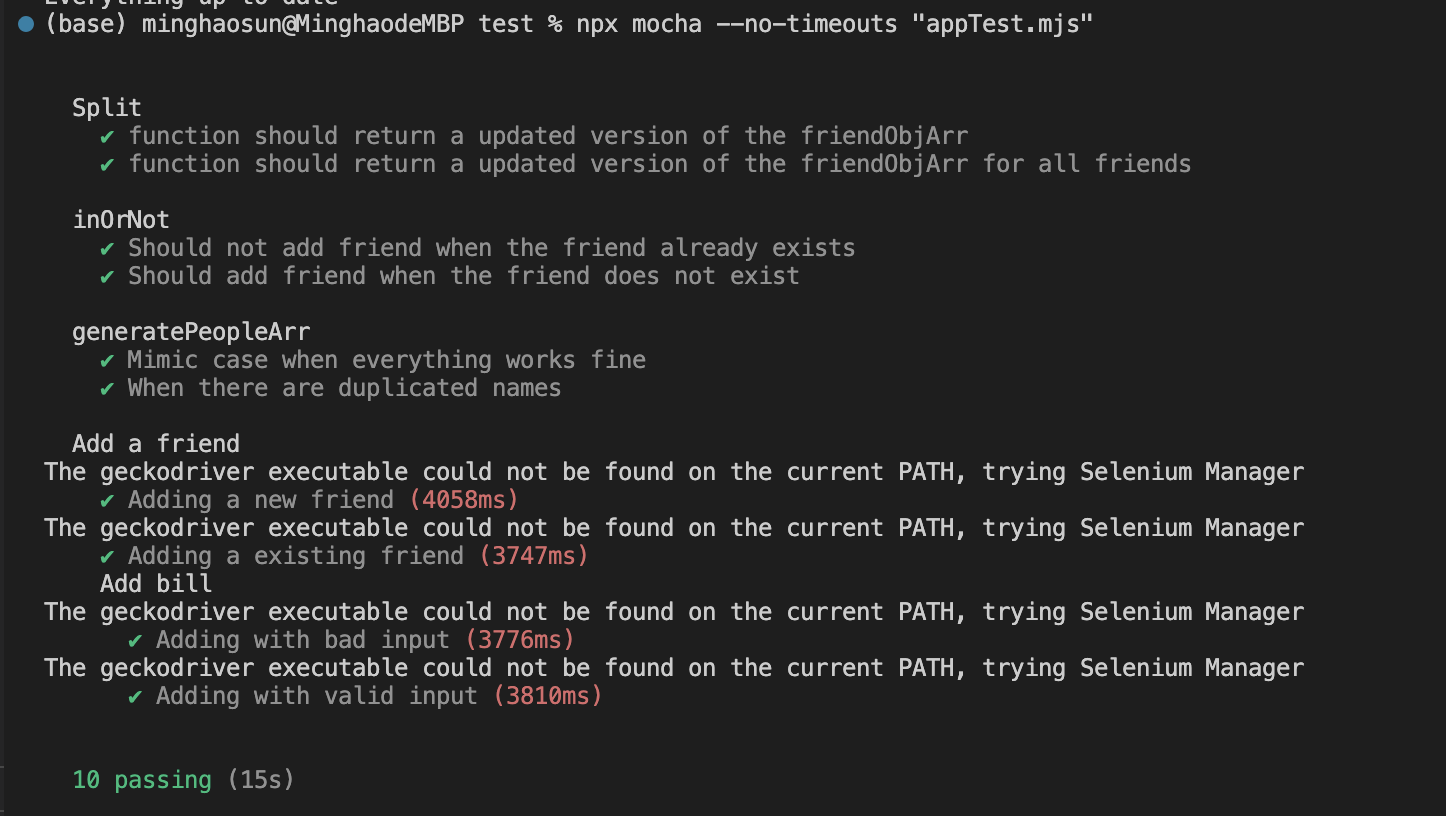 Everything up-to-date
(base) minghaosun@MinghaodeMBP test % npx mocha --no-timeouts "appTest.mjs"
Split
✔ function should return a updated version of the friendObjArr
✔ function should return a updated version of the friendObjArr for all friends
inOrNot
✔ Should not add friend when the friend already exists
✔ Should add friend when the friend does not exist
generatePeopleArr
✔ Mimic case when everything works fine
✔ When there are duplicated names
Add a friend
The geckodriver executable could not be found on the current PATH, trying Selenium Manager
✔ Adding a new friend (4058ms)
The geckodriver executable could not be found on the current PATH, trying Selenium Manager
✔ Adding a existing friend (3747ms)
Add bill
The geckodriver executable could not be found on the current PATH, trying Selenium Manager
✔ Adding with bad input (3776ms)
The geckodriver executable could not be found on the current PATH, trying Selenium Manager
✔ Adding with valid input (3810ms)
10 passing (15s)